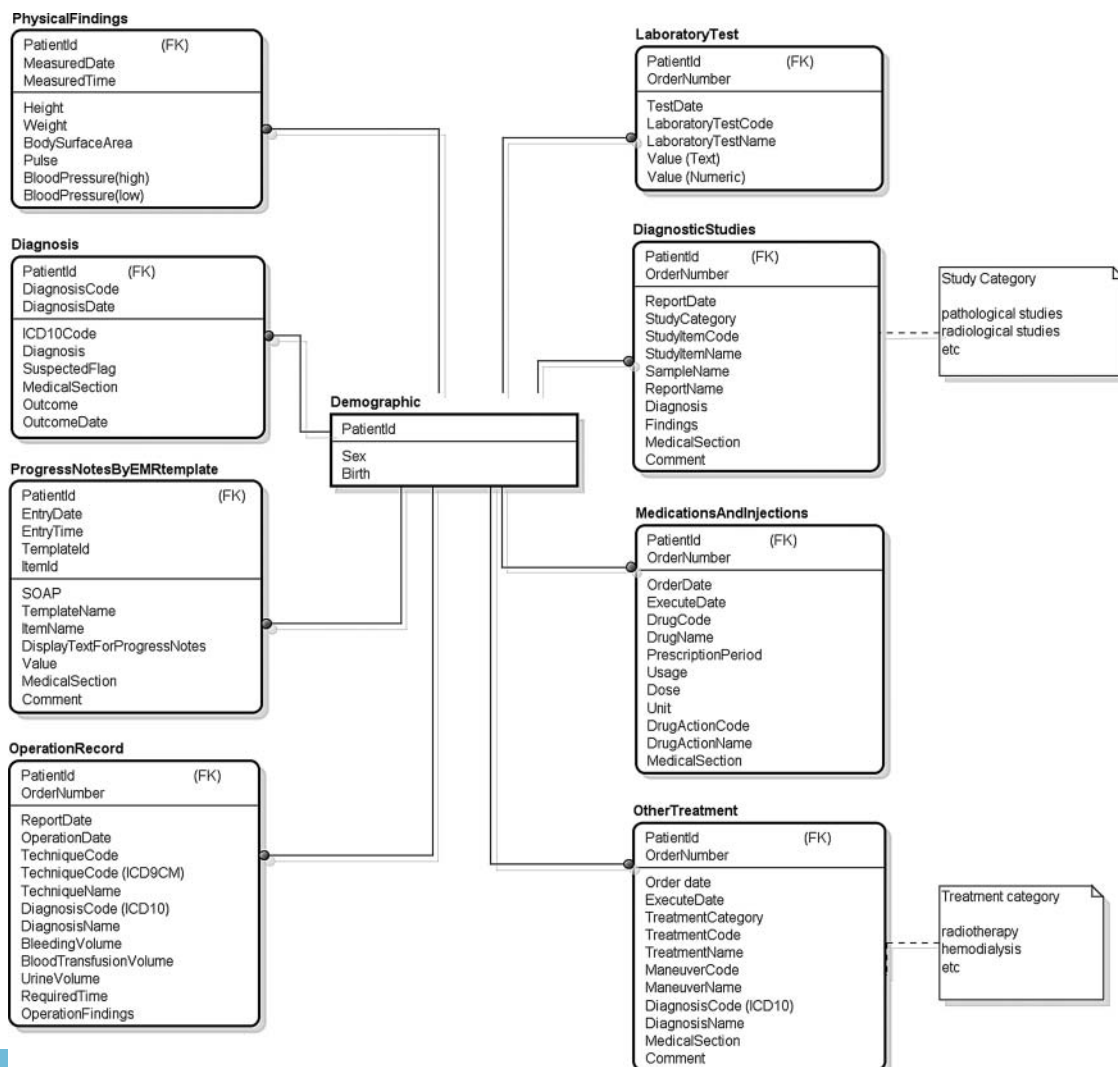 PhysicalFindings
PatientId (FK)
MeasuredDate
MeasuredTime
Height
Weight
BodySurfaceArea
Pulse
BloodPressure(high)
BloodPressure(low)
Diagnosis
PatientId (FK)
DiagnosisCode
DiagnosisDate
ICD10Code
Diagnosis
SuspectedFlag
MedicalSection
Outcome
OutcomeDate
ProgressNotesByEMRtemplate
PatientId (FK)
EntryDate
EntryTime
TemplateId
ItemId
SOAP
TemplateName
ItemName
DisplayTextForProgressNotes
Value
MedicalSection
Comment
OperationRecord
PatientId (FK)
OrderNumber
ReportDate
OperationDate
TechniqueCode
TechniqueCode (ICD9CM)
TechniqueName
DiagnosisCode (ICD10)
DiagnosisName
BleedingVolume
BloodTransfusionVolume
UrineVolume
RequiredTime
OperationFindings
Demographic
PatientId
Sex
Birth
LaboratoryTest
PatientId (FK)
OrderNumber
TestDate
LaboratoryTestCode
LaboratoryTestName
Value (Text)
Value (Numeric)
DiagnosticStudies
PatientId (FK)
OrderNumber
ReportDate
StudyCategory
StudyItemCode
StudyItemName
SampleName
ReportName
Diagnosis
Findings
MedicalSection
Comment
Study Category
pathological studies
radiological studies
etc
MedicationsAndInjections
PatientId (FK)
OrderNumber
OrderDate
ExecuteDate
DrugCode
DrugName
PrescriptionPeriod
Usage
Dose
Unit
DrugActionCode
DrugActionName
MedicalSection
OtherTreatment
PatientId (FK)
OrderNumber
Order date
ExecuteDate
TreatmentCategory
TreatmentCode
TreatmentName
ManeuverCode
ManeuverName
DiagnosisCode (ICD10)
DiagnosisName
MedicalSection
Comment
Treatment category
radiotherapy
hemodialysis
etc